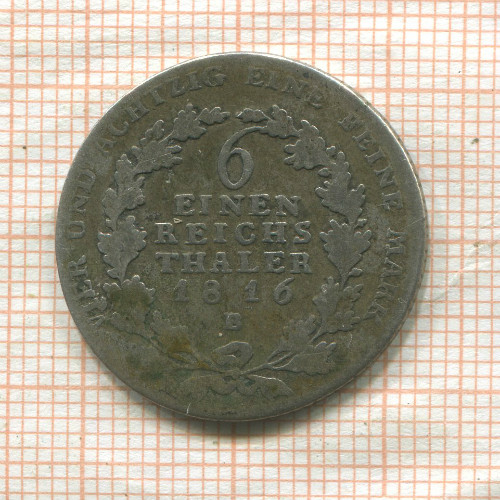 VIER UND ACHTZIG EINE FEINE MARK
6
EINEN
REICHS
THALER
1816
B